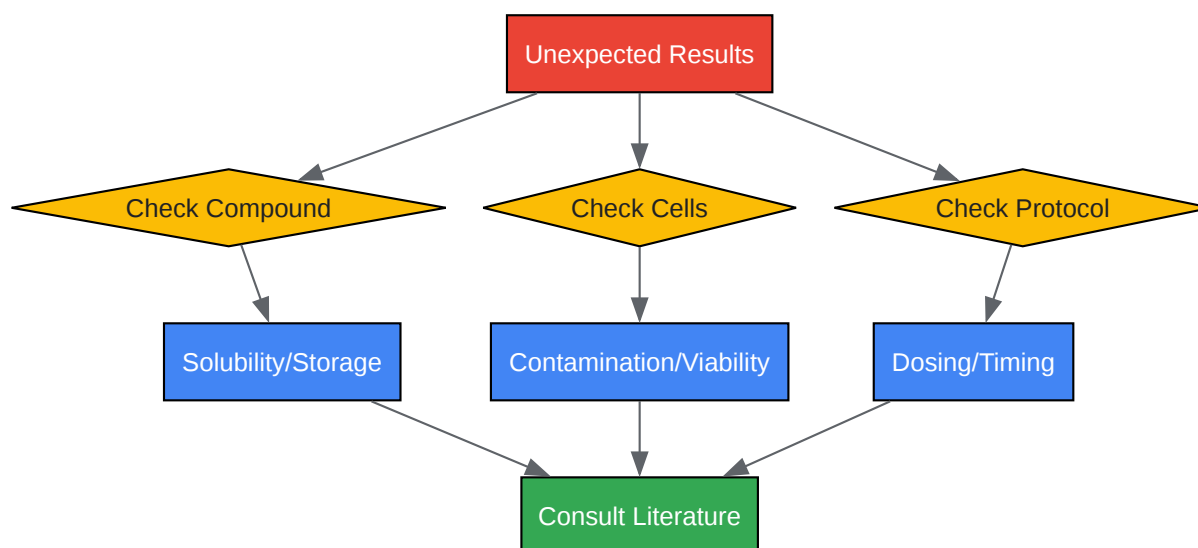 Unexpected Results
Check Compound
Check Cells
Check Protocol
Solubility/Storage
Contamination/Viability
Dosing/Timing
Consult Literature